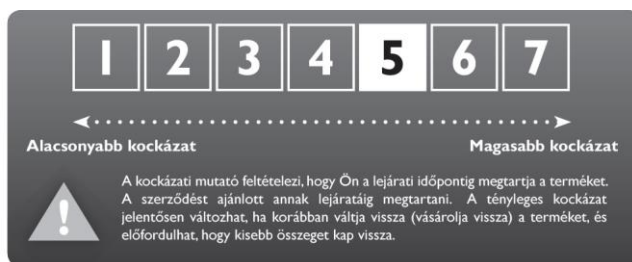 1 2 3 4 5 6 7
Alacsonyabb kockázat Magasabb kockázat
A kockázati mutató feltételezi, hogy Ön a lejárati időpontig megtartja a terméket.
A szerződést ajánlott annak lejáratáig megtartani. A tényleges kockázat
jelentősen változhat, ha korábban váltja vissza (vásárolja vissza) a terméket, és
előfordulhat, hogy kisebb összeget kap vissza.